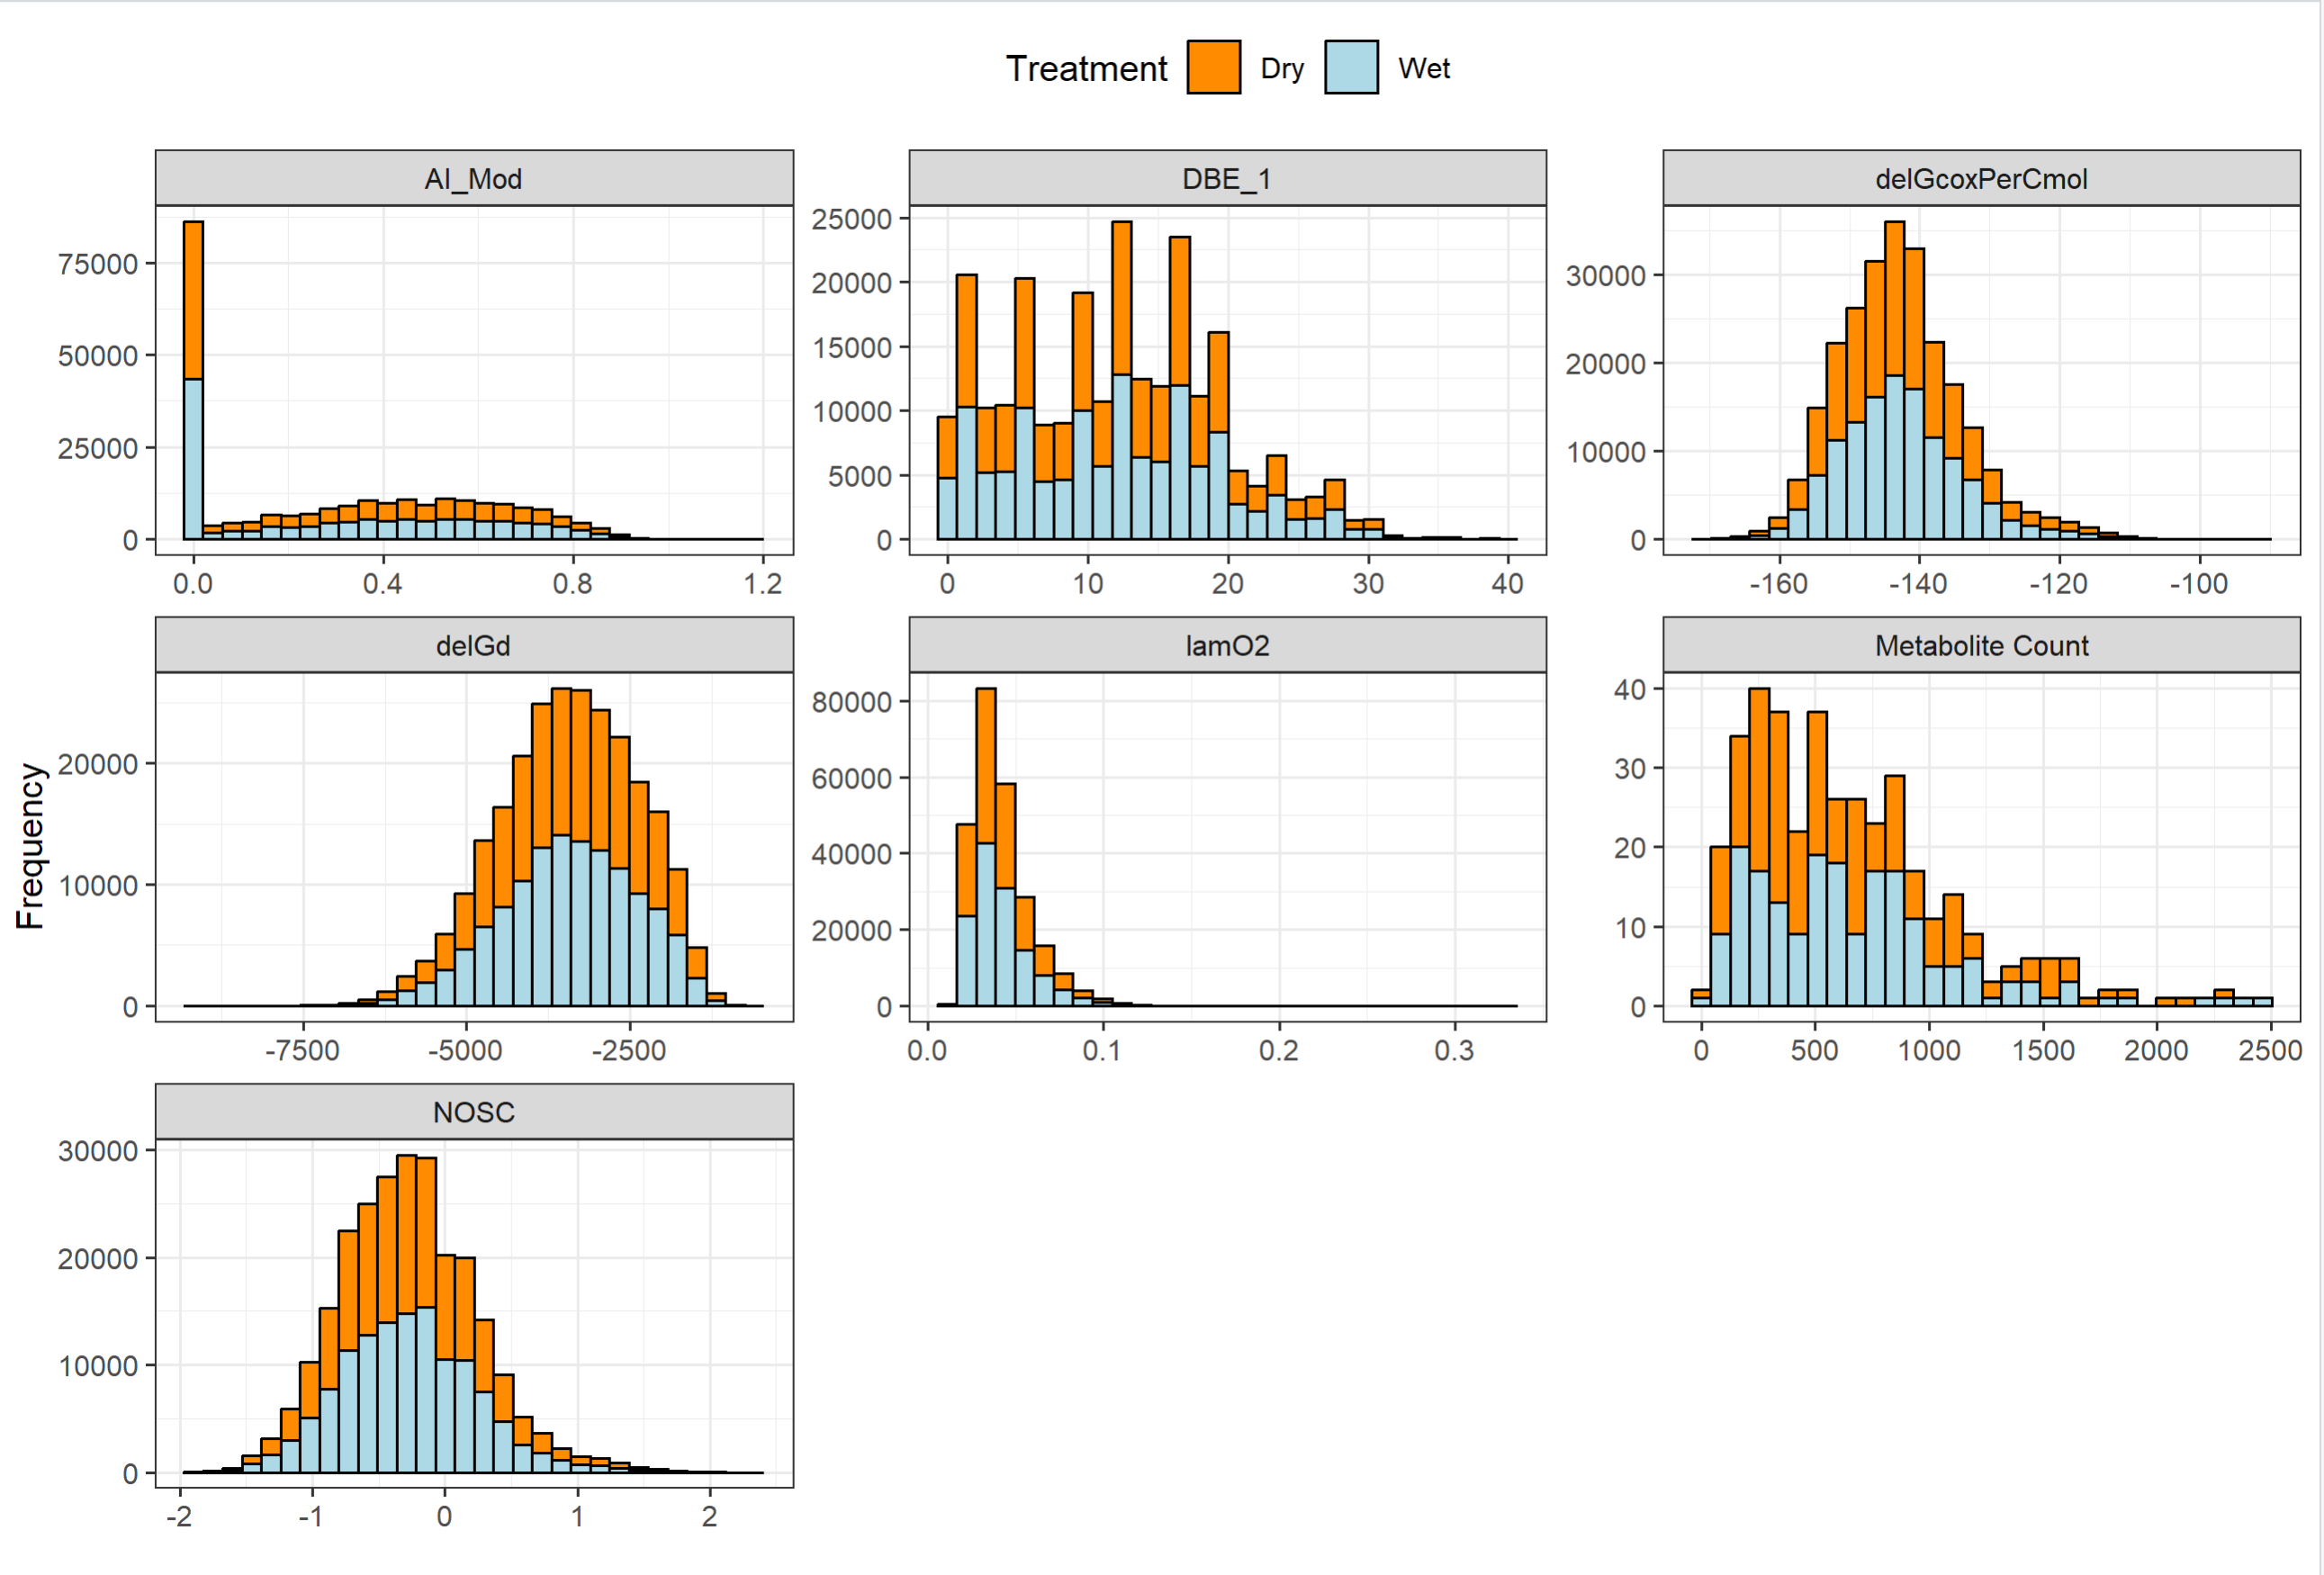 Treatment Dry Wet
AI_Mod DBE_1 delGcoxPerCmol
75000
50000
25000
0
0.0 0.4 0.8 1.2
25000
20000
15000
10000
5000
0
0 10 20 30 40
30000
20000
10000
0
-160 -140 -120 -100
delGd lamO2 Metabolite Count
Frequency
20000
10000
0
-7500 -5000 -2500
80000
60000
40000
20000
0
0.0 0.1 0.2 0.3
40
30
20
10
0
0 500 1000 1500 2000 2500
NOSC
30000
20000
10000
0
-2 -1 0 1 2